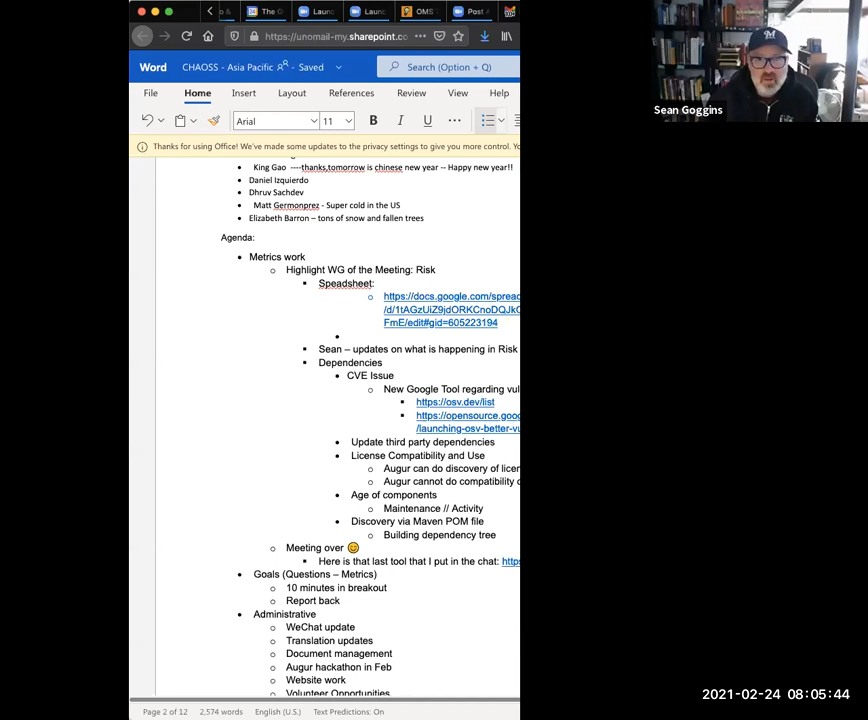 The G
Launc
Launc
OMS
Post A
https://unomail-my.sharepoint.co
Word CHAOSS - Asia Pacific - Saved Search (Option + Q)
File Home Insert Layout References Review View Help
Arial 11 B I U
Thanks for using Office! We've made some updates to the privacy settings to give you more control. Yo
King Gao ----thanks,tomorrow is chinese new year -- Happy new year!!
Daniel Izquierdo
Dhruv Sachdev
Matt Germonprez - Super cold in the US
Elizabeth Barron – tons of snow and fallen trees
Agenda:
Metrics work
Highlight WG of the Meeting: Risk
Speadsheet:
https://docs.google.com/spread
/d/1tAGzUiZ9jdORKCnoDQJk
FmE/edit#gid=605223194
Sean – updates on what is happening in Risk
Dependencies
CVE Issue
New Google Tool regarding vul
https://osv.dev/list
https://opensource.goog
/launching-osv-better-vu
Update third party dependencies
License Compatibility and Use
Augur can do discovery of licen
Augur cannot do compatibility
Age of components
Maintenance // Activity
Discovery via Maven POM file
Building dependency tree
Meeting over 😊
Here is that last tool that I put in the chat: https
Goals (Questions – Metrics)
10 minutes in breakout
Report back
Administrative
WeChat update
Translation updates
Document management
Augur hackathon in Feb
Website work
Volunteer Opportunities
Page 2 of 12 2,574 words English (U.S.) Text Predictions: On
Sean Goggins
2021-02-24 08:05:44